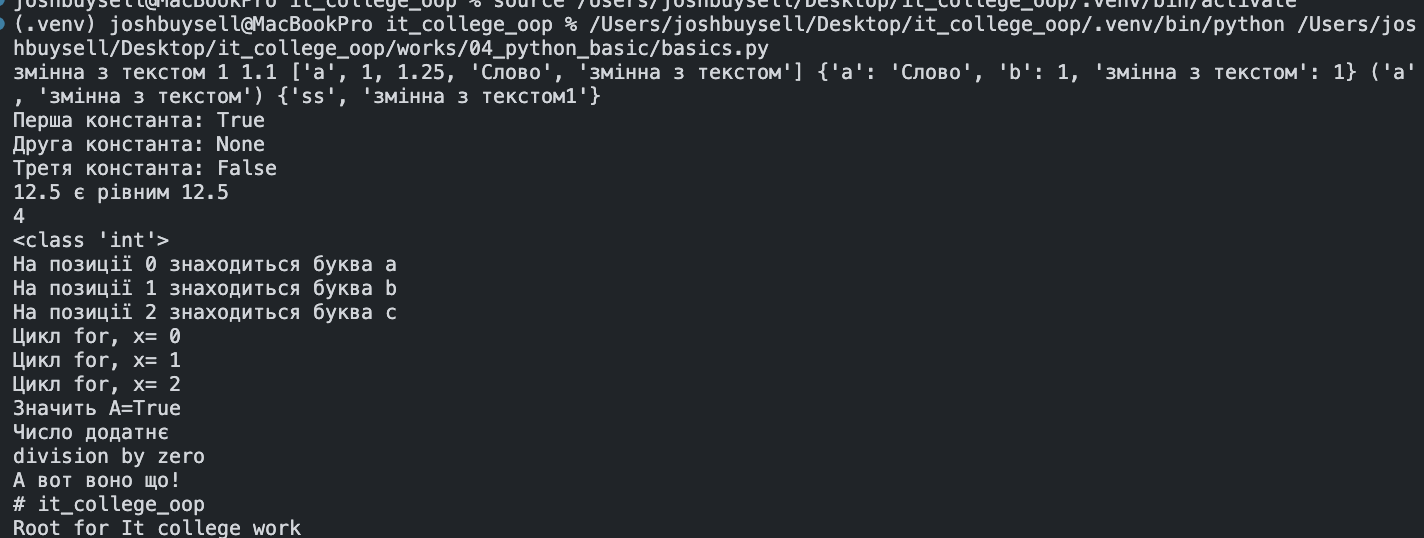 joshbuysell@MacBookPro it_college_oop % source /Users/joshbuysell/Desktop/it_college_oop/.venv/bin/activate
(.venv) joshbuysell@MacBookPro it_college_oop % /Users/joshbuysell/Desktop/it_college_oop/.venv/bin/python /Users/jos
hbuysell/Desktop/it_college_oop/works/04_python_basic/basics.py
змінна з текстом 1 1.1 ['a', 1, 1.25, 'Слово', 'змінна з текстом'] {'a': 'Слово', 'b': 1, 'змінна з текстом': 1} ('a'
, 'змінна з текстом') {'ss', 'змінна з текстом1'}
Перша константа: True
Друга константа: None
Третя константа: False
12.5 є рівним 12.5
4
<class 'int'>
На позиції 0 знаходиться буква a
На позиції 1 знаходиться буква b
На позиції 2 знаходиться буква c
Цикл for, x= 0
Цикл for, x= 1
Цикл for, x= 2
Значить A=True
Число додатнє
division by zero
А вот воно що!
# it_college_oop
Root for It college work